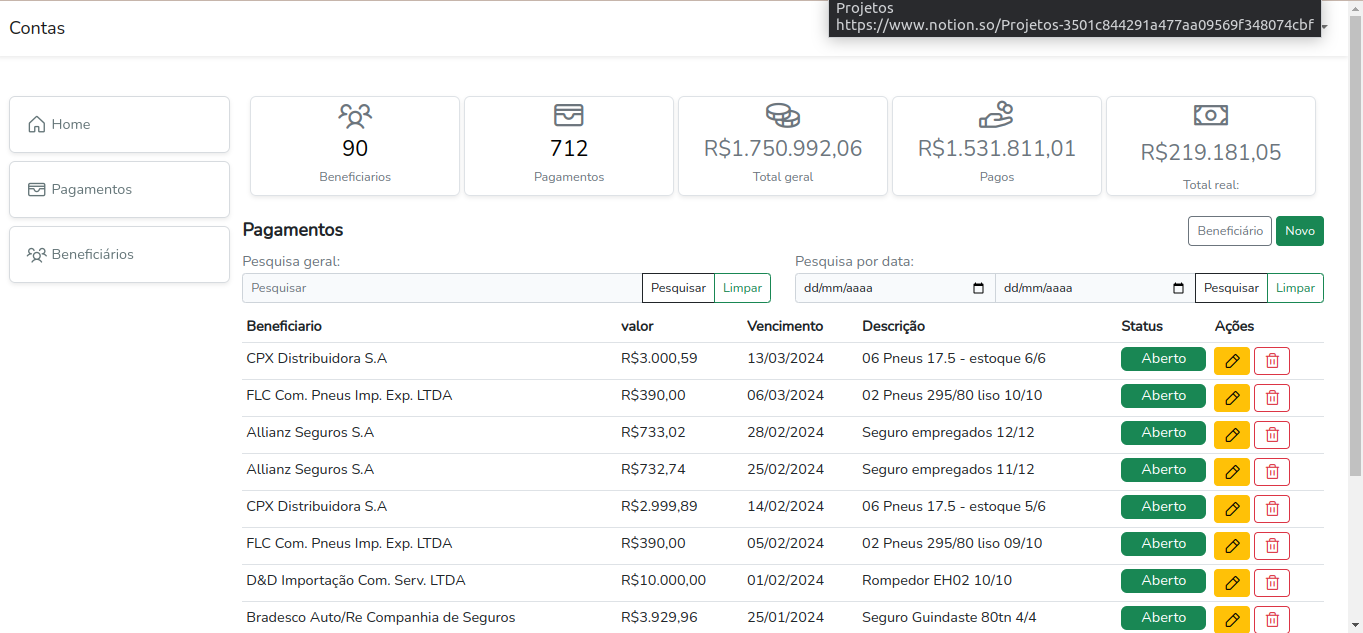 Projetos
https://www.notion.so/Projetos-3501c844291a477aa09569f348074cbf
Contas
Home
Pagamentos
Beneficiários
90
Beneficiarios
712
Pagamentos
R$1.750.992,06
Total geral
R$1.531.811,01
Pagos
R$219.181,05
Total real:
Pagamentos
Beneficiário Novo
Pesquisa geral: Pesquisa por data:
Pesquisar Pesquisar Limpar dd/mm/aaaa dd/mm/aaaa Pesquisar Limpar
Beneficiario valor Vencimento Descrição Status Ações
CPX Distribuidora S.A R$3.000,59 13/03/2024 06 Pneus 17.5 - estoque 6/6 Aberto
FLC Com. Pneus Imp. Exp. LTDA R$390,00 06/03/2024 02 Pneus 295/80 liso 10/10 Aberto
Allianz Seguros S.A R$733,02 28/02/2024 Seguro empregados 12/12 Aberto
Allianz Seguros S.A R$732,74 25/02/2024 Seguro empregados 11/12 Aberto
CPX Distribuidora S.A R$2.999,89 14/02/2024 06 Pneus 17.5 - estoque 5/6 Aberto
FLC Com. Pneus Imp. Exp. LTDA R$390,00 05/02/2024 02 Pneus 295/80 liso 09/10 Aberto
D&D Importação Com. Serv. LTDA R$10.000,00 01/02/2024 Rompedor EH02 10/10 Aberto
Bradesco Auto/Re Companhia de Seguros R$3.929,96 25/01/2024 Seguro Guindaste 80tn 4/4 Aberto